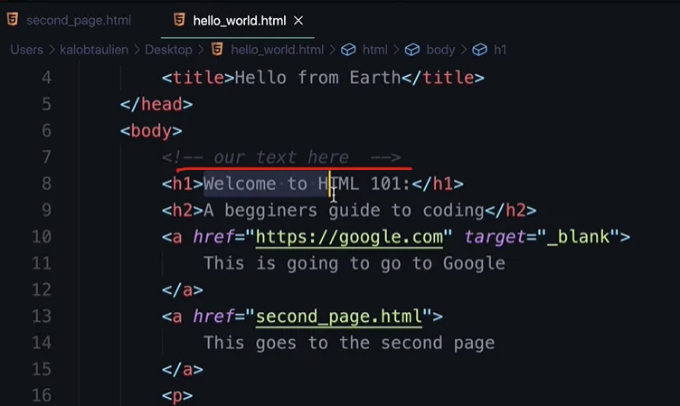 second_page.html hello_world.html ×
Users > kalobtaulien > Desktop > hello_world.html > html > body > h1
4 <title>Hello from Earth</title>
5 </head>
6 <body>
7 <!-- our text here  -->
8 <h1>Welcome to HTML 101:</h1>
9 <h2>A begginers guide to coding</h2>
10 <a href="https://google.com" target="_blank">
11 This is going to go to Google
12 </a>
13 <a href="second_page.html">
14 This goes to the second page
15 </a>
16 <p>